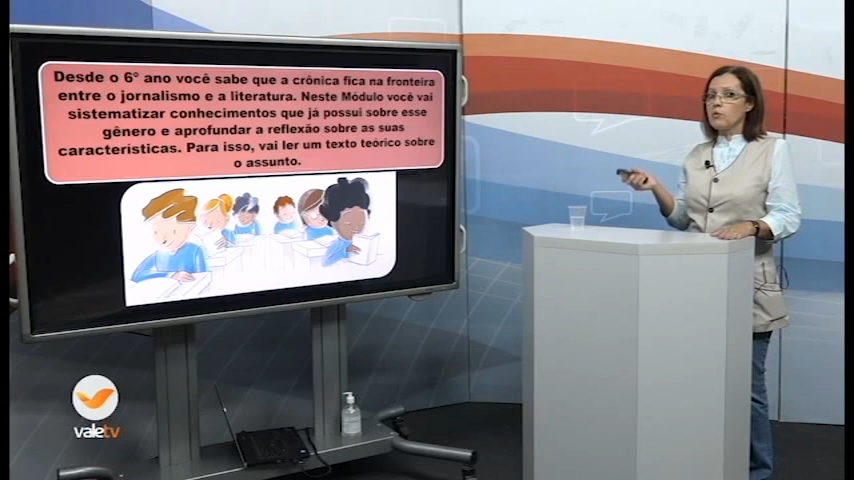 Desde o 6º ano você sabe que a crônica fica na fronteira
entre o jornalismo e a literatura. Neste Módulo você vai
sistematizar conhecimentos que já possui sobre esse
gênero e aprofundar a reflexão sobre as suas
características. Para isso, vai ler um texto teórico sobre
o assunto.
valetv